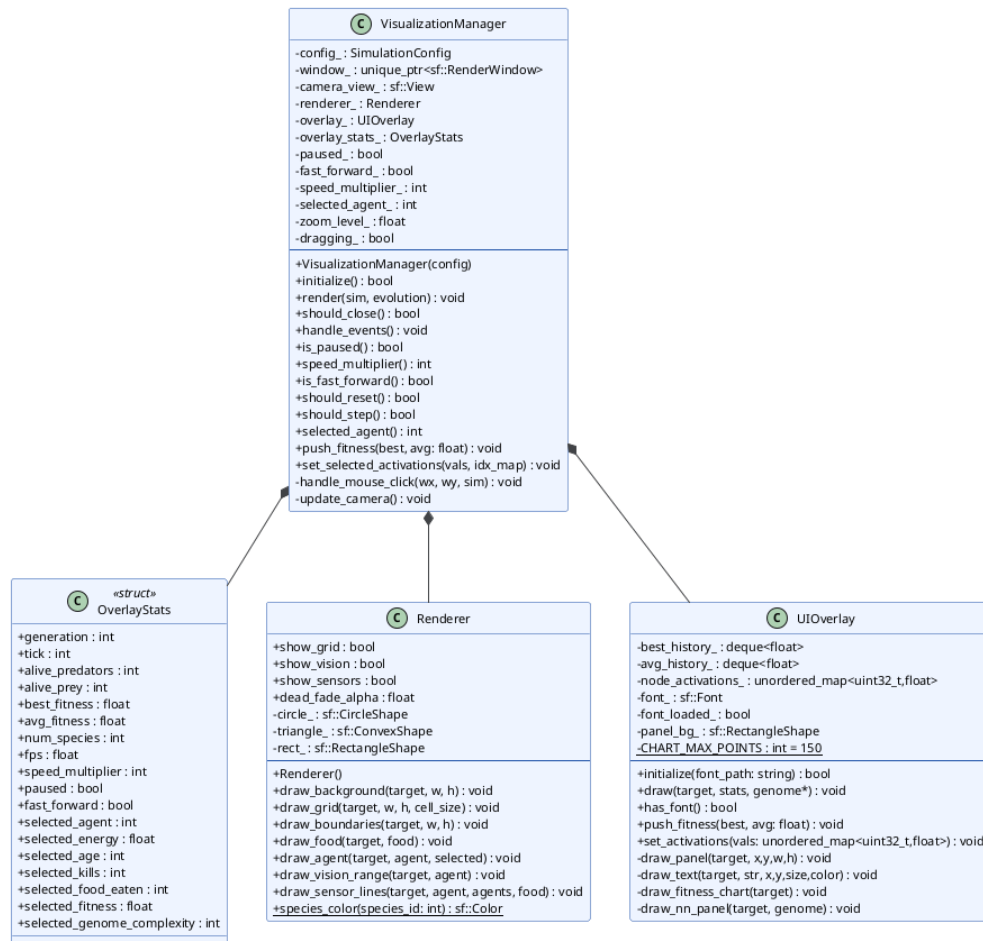 C VisualizationManager
-config_ : SimulationConfig
-window_ : unique_ptr<sf::RenderWindow>
-camera_view_ : sf::View
-renderer_ : Renderer
-overlay_ : UIOverlay
-overlay_stats_ : OverlayStats
-paused_ : bool
-fast_forward_ : bool
-speed_multiplier_ : int
-selected_agent_ : int
-zoom_level_ : float
-dragging_ : bool
+VisualizationManager(config)
+initialize() : bool
+render(sim, evolution) : void
+should_close() : bool
+handle_events() : void
+is_paused() : bool
+speed_multiplier() : int
+is_fast_forward() : bool
+should_reset() : bool
+should_step() : bool
+selected_agent() : int
+push_fitness(best, avg: float) : void
+set_selected_activations(vals, idx_map) : void
-handle_mouse_click(wx, wy, sim) : void
-update_camera() : void
«struct»
C OverlayStats
+generation : int
+tick : int
+alive_predators : int
+alive_prey : int
+best_fitness : float
+avg_fitness : float
+num_species : int
+fps : float
+speed_multiplier : int
+paused : bool
+fast_forward : bool
+selected_agent : int
+selected_energy : float
+selected_age : int
+selected_kills : int
+selected_food_eaten : int
+selected_fitness : float
+selected_genome_complexity : int
C Renderer
+show_grid : bool
+show_vision : bool
+show_sensors : bool
+dead_fade_alpha : float
-circle_ : sf::CircleShape
-triangle_ : sf::ConvexShape
-rect_ : sf::RectangleShape
+Renderer()
+draw_background(target, w, h) : void
+draw_grid(target, w, h, cell_size) : void
+draw_boundaries(target, w, h) : void
+draw_food(target, food) : void
+draw_agent(target, agent, selected) : void
+draw_vision_range(target, agent) : void
+draw_sensor_lines(target, agent, agents, food) : void
+species_color(species_id: int) : sf::Color
C UIOverlay
-best_history_ : deque<float>
-avg_history_ : deque<float>
-node_activations_ : unordered_map<uint32_t,float>
-font_ : sf::Font
-font_loaded_ : bool
-panel_bg_ : sf::RectangleShape
-CHART_MAX_POINTS : int = 150
+initialize(font_path: string) : bool
+draw(target, stats, genome*) : void
+has_font() : bool
+push_fitness(best, avg: float) : void
+set_activations(vals: unordered_map<uint32_t,float>) : void
-draw_panel(target, x,y,w,h) : void
-draw_text(target, str, x,y,size,color) : void
-draw_fitness_chart(target) : void
-draw_nn_panel(target, genome) : void